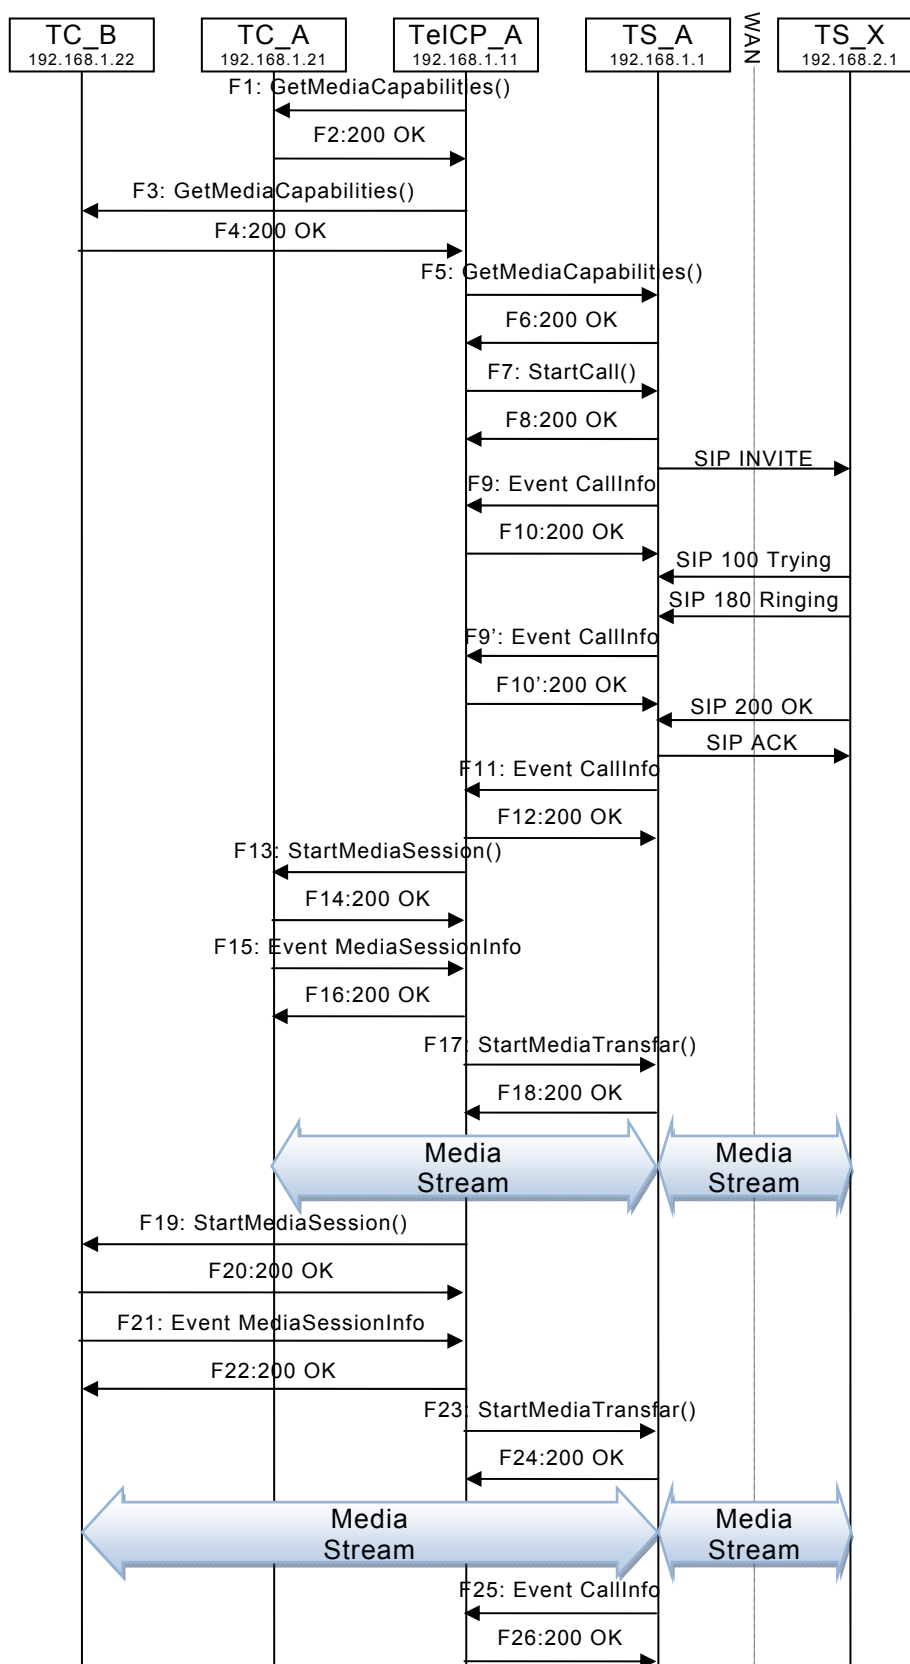 TC_B
192.168.1.22
TC_A
192.168.1.21
TelCP_A
192.168.1.11
TS_A
192.168.1.1
WAN
TS_X
192.168.2.1
F1: GetMediaCapabilities()
F2:200 OK
F3: GetMediaCapabilities()
F4:200 OK
F5: GetMediaCapabilities()
F6:200 OK
F7: StartCall()
F8:200 OK
SIP INVITE
F9: Event CallInfo
F10:200 OK
SIP 100 Trying
SIP 180 Ringing
F9': Event CallInfo
F10':200 OK
SIP 200 OK
SIP ACK
F11: Event CallInfo
F12:200 OK
F13: StartMediaSession()
F14:200 OK
F15: Event MediaSessionInfo
F16:200 OK
F17: StartMediaTransfar()
F18:200 OK
Media
Stream
Media
Stream
F19: StartMediaSession()
F20:200 OK
F21: Event MediaSessionInfo
F22:200 OK
F23: StartMediaTransfar()
F24:200 OK
Media
Stream
Media
Stream
F25: Event CallInfo
F26:200 OK